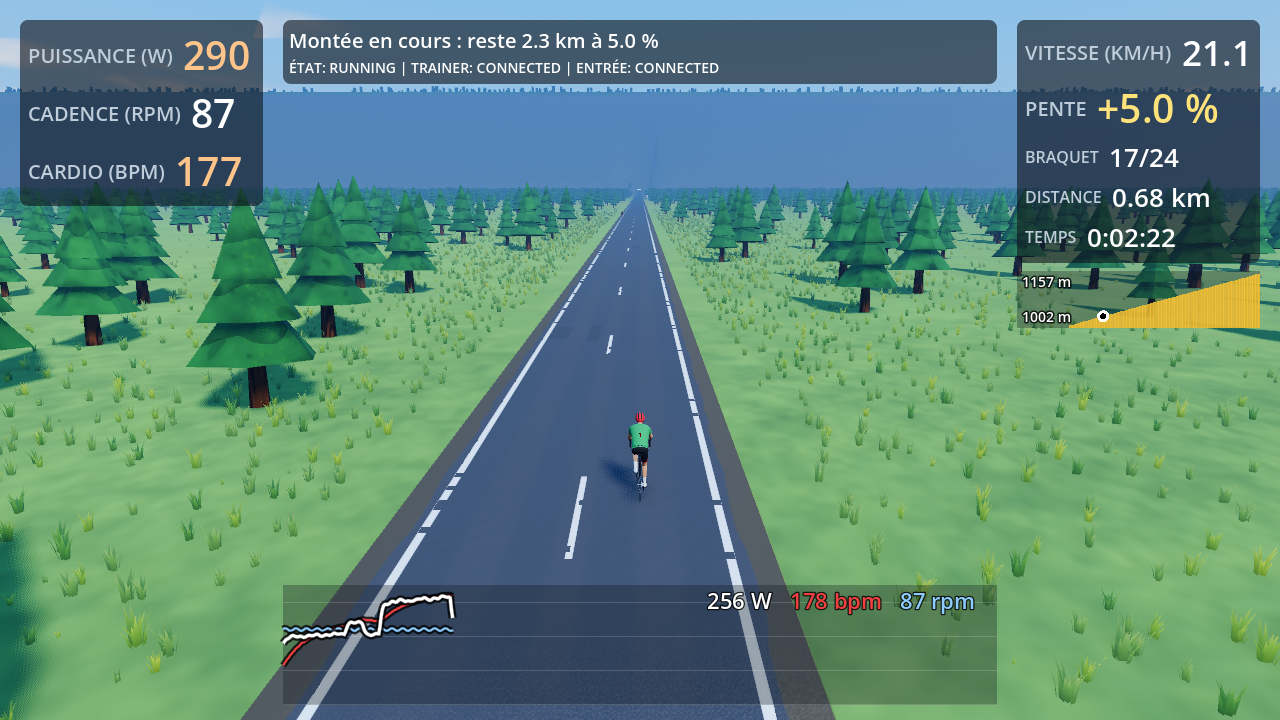 PUISSANCE (W) 290
CADENCE (RPM) 87
CARDIO (BPM) 177
Montée en cours : reste 2.3 km à 5.0 %
ÉTAT: RUNNING | TRAINER: CONNECTED | ENTRÉE: CONNECTED
VITESSE (KM/H) 21.1
PENTE +5.0 %
BRAQUET 17/24
DISTANCE 0.68 km
TEMPS 0:02:22
1157 m
1002 m
256 W 178 bpm 87 rpm